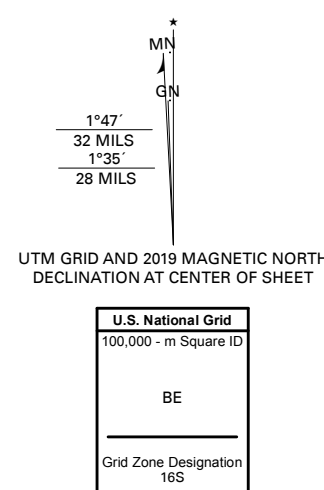 ★
MN
GN
1°47´
32 MILS
1°35´
28 MILS
UTM GRID AND 2019 MAGNETIC NORTH
DECLINATION AT CENTER OF SHEET
U.S. National Grid
100,000 - m Square ID
BE
Grid Zone Designation
16S